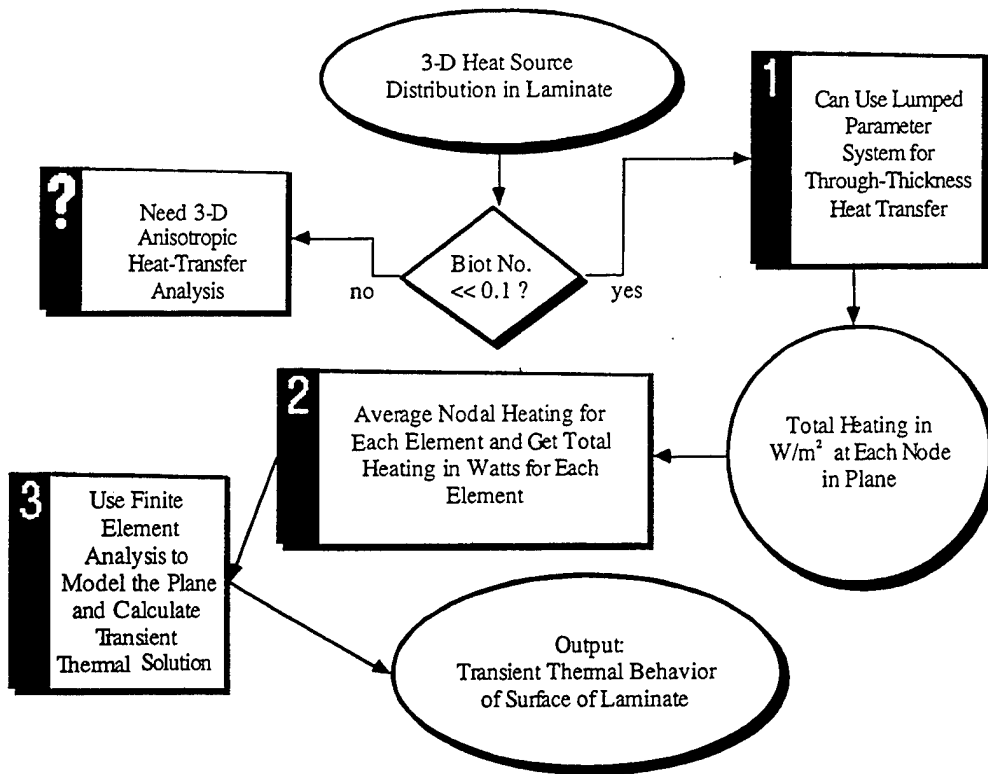 3-D Heat Source
Distribution in Laminate
Biot No.
<< 0.1 ?
no
yes
?
Need 3-D
Anisotropic
Heat-Transfer
Analysis
1
Can Use Lumped
Parameter
System for
Through-Thickness
Heat Transfer
Total Heating in
W/m² at Each Node
in Plane
2
Average Nodal Heating for
Each Element and Get Total
Heating in Watts for Each
Element
3
Use Finite
Element
Analysis to
Model the Plane
and Calculate
Transient
Thermal Solution
Output:
Transient Thermal Behavior
of Surface of Laminate